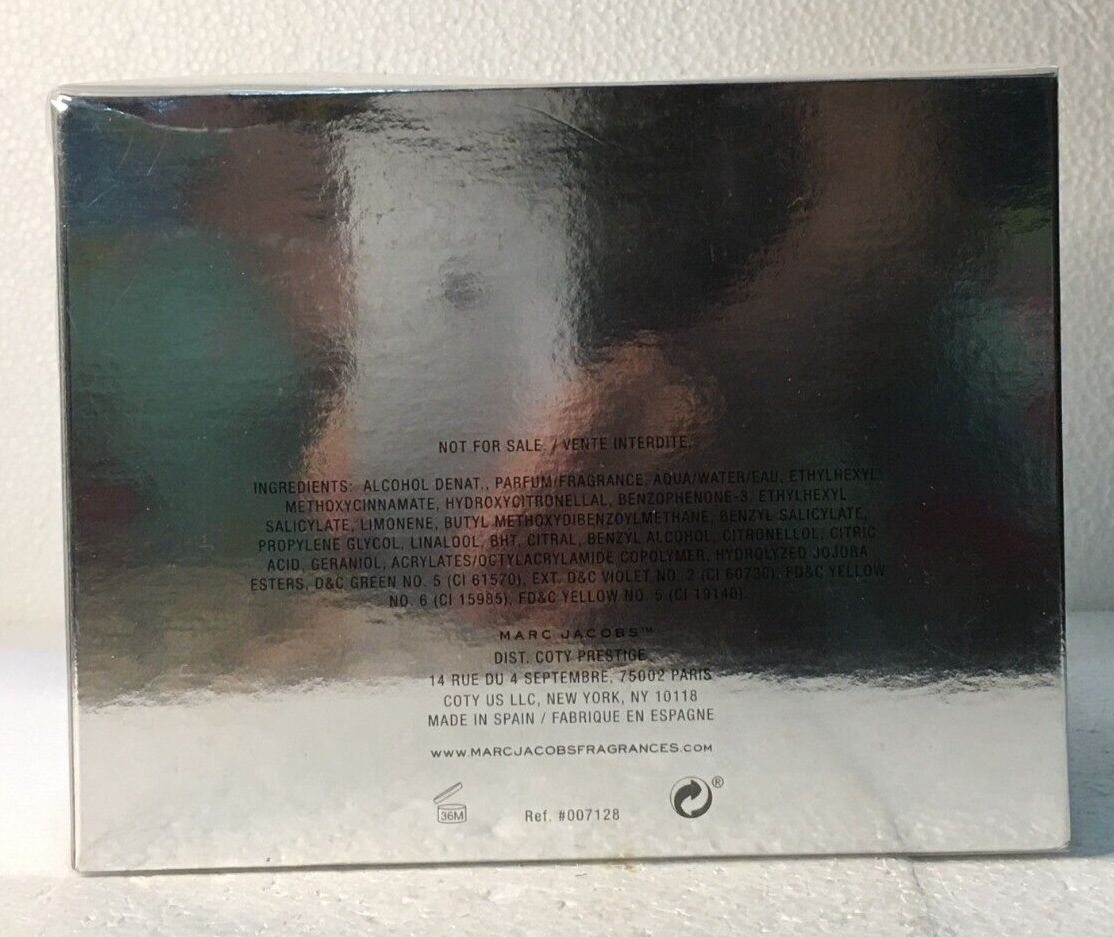 NOT FOR SALE. / VENTE INTERDITE.
INGREDIENTS: ALCOHOL DENAT., PARFUM/FRAGRANCE, AQUA/WATER/EAU, ETHYLHEXYL
METHOXYCINNAMATE, HYDROXYCITRONELLAL, BENZOPHENONE-3, ETHYLHEXYL
SALICYLATE, LIMONENE, BUTYL METHOXYDIBENZOYLMETHANE, BENZYL SALICYLATE,
PROPYLENE GLYCOL, LINALOOL, BHT, CITRAL, BENZYL ALCOHOL, CITRONELLOL, CITRIC
ACID, GERANIOL, ACRYLATES/OCTYLACRYLAMIDE COPOLYMER, HYDROLYZED JOJOBA
ESTERS, D&C GREEN NO. 5 (CI 61570), EXT. D&C VIOLET NO. 2 (CI 60730), FD&C YELLOW
NO. 6 (CI 15985), FD&C YELLOW NO. 5 (CI 19140).
MARC JACOBS™
DIST. COTY PRESTIGE
14 RUE DU 4 SEPTEMBRE, 75002 PARIS
COTY US LLC, NEW YORK, NY 10118
MADE IN SPAIN / FABRIQUE EN ESPAGNE
WWW.MARCJACOBSFRAGRANCES.COM
36M Ref. #007128 ®